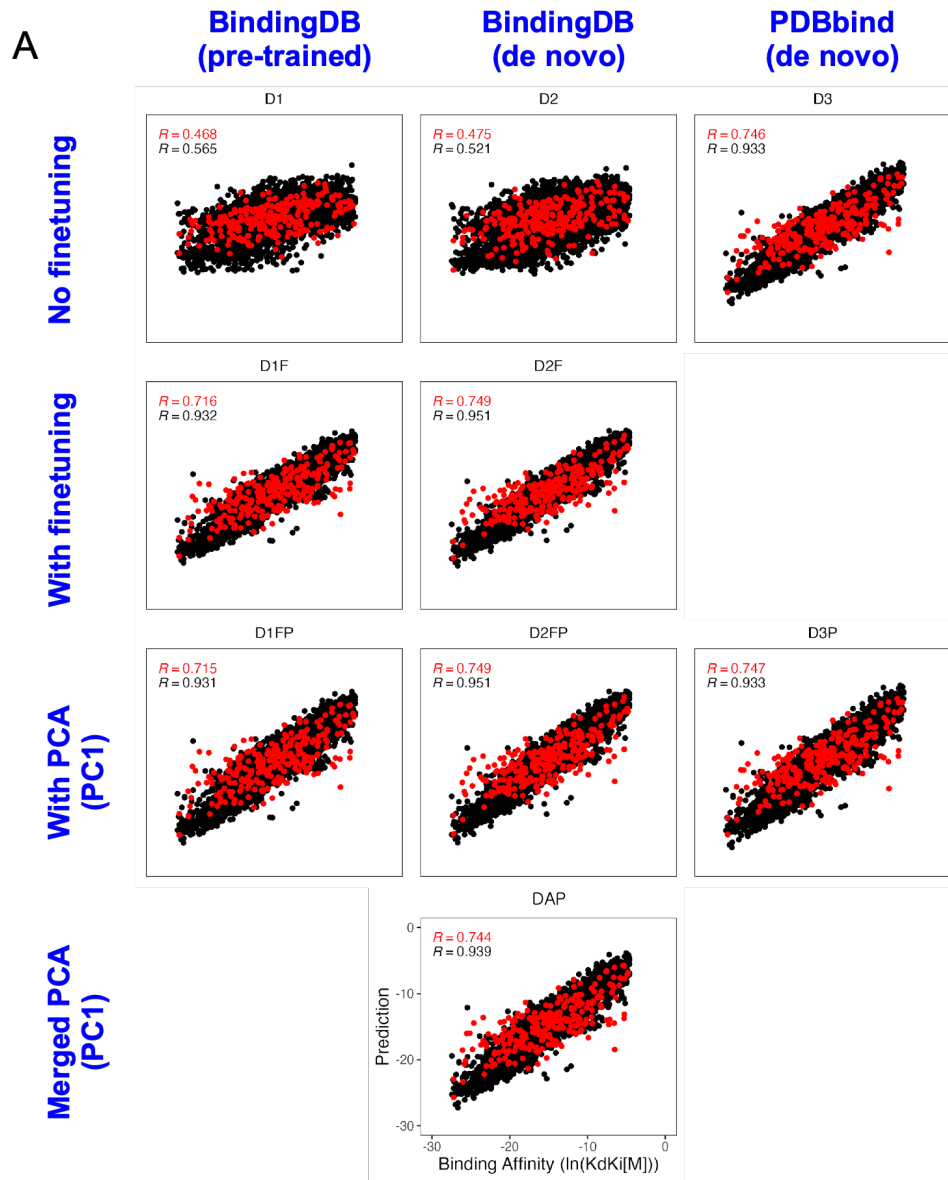 A
BindingDB
(pre-trained)
BindingDB
(de novo)
PDBbind
(de novo)
No finetuning
D1
R = 0.468
R = 0.565
D2
R = 0.475
R = 0.521
D3
R = 0.746
R = 0.933
With finetuning
D1F
R = 0.716
R = 0.932
D2F
R = 0.749
R = 0.951
With PCA
(PC1)
D1FP
R = 0.715
R = 0.931
D2FP
R = 0.749
R = 0.951
D3P
R = 0.747
R = 0.933
Merged PCA
(PC1)
DAP
R = 0.744
R = 0.939
Prediction
0
-10
-20
-30
-30 -20 -10 0
Binding Affinity (ln(KdKi[M]))